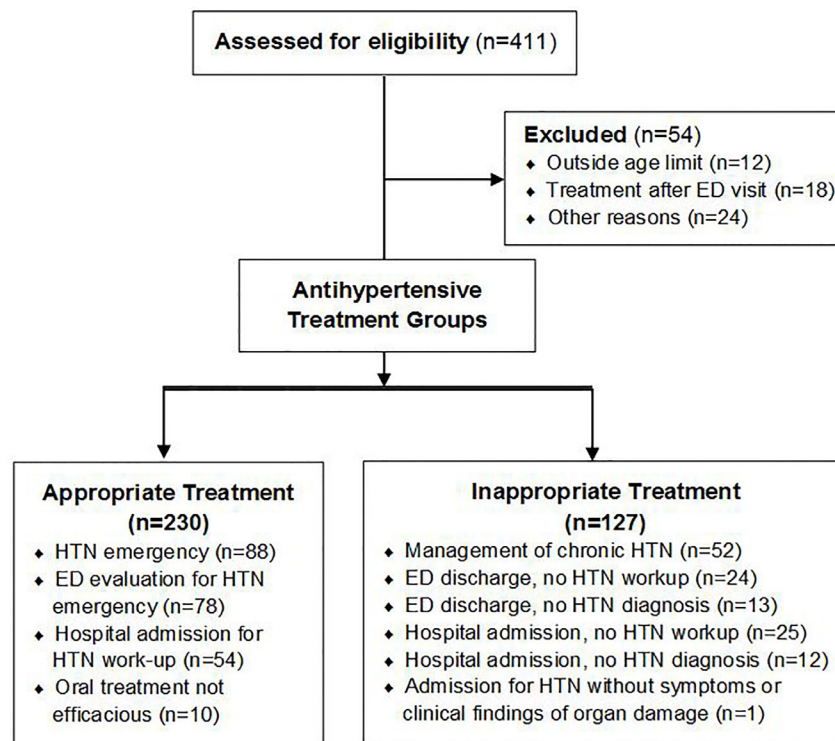 Assessed for eligibility (n=411)
Excluded (n=54)
♦ Outside age limit (n=12)
♦ Treatment after ED visit (n=18)
♦ Other reasons (n=24)
Antihypertensive
Treatment Groups
Appropriate Treatment
(n=230)
♦ HTN emergency (n=88)
♦ ED evaluation for HTN
emergency (n=78)
♦ Hospital admission for
HTN work-up (n=54)
♦ Oral treatment not
efficacious (n=10)
Inappropriate Treatment
(n=127)
♦ Management of chronic HTN (n=52)
♦ ED discharge, no HTN workup (n=24)
♦ ED discharge, no HTN diagnosis (n=13)
♦ Hospital admission, no HTN workup (n=25)
♦ Hospital admission, no HTN diagnosis (n=12)
♦ Admission for HTN without symptoms or
clinical findings of organ damage (n=1)